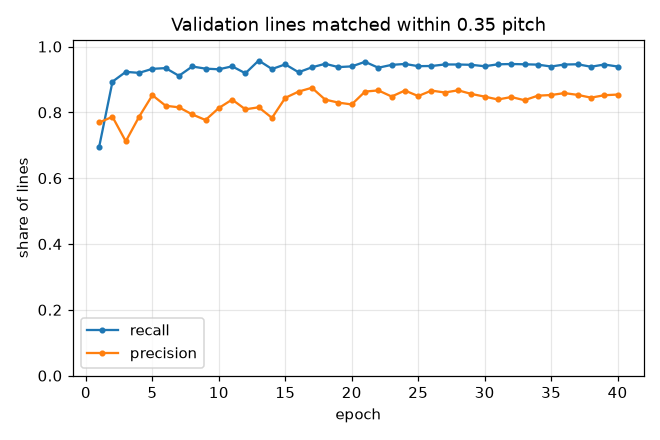 Validation lines matched within 0.35 pitch
share of lines
1.0
0.8
0.6
0.4
0.2
0.0
recall
precision
0 5 10 15 20 25 30 35 40
epoch